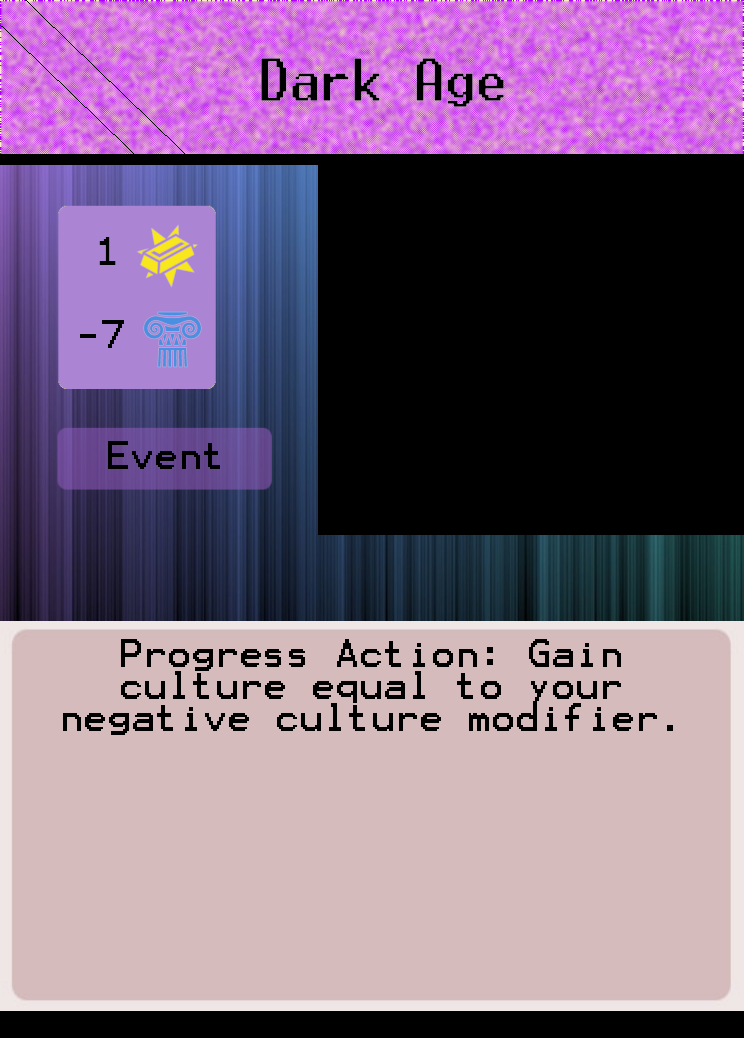 Dark Age
1
-7
Event
Progress Action: Gain
culture equal to your
negative culture modifier.